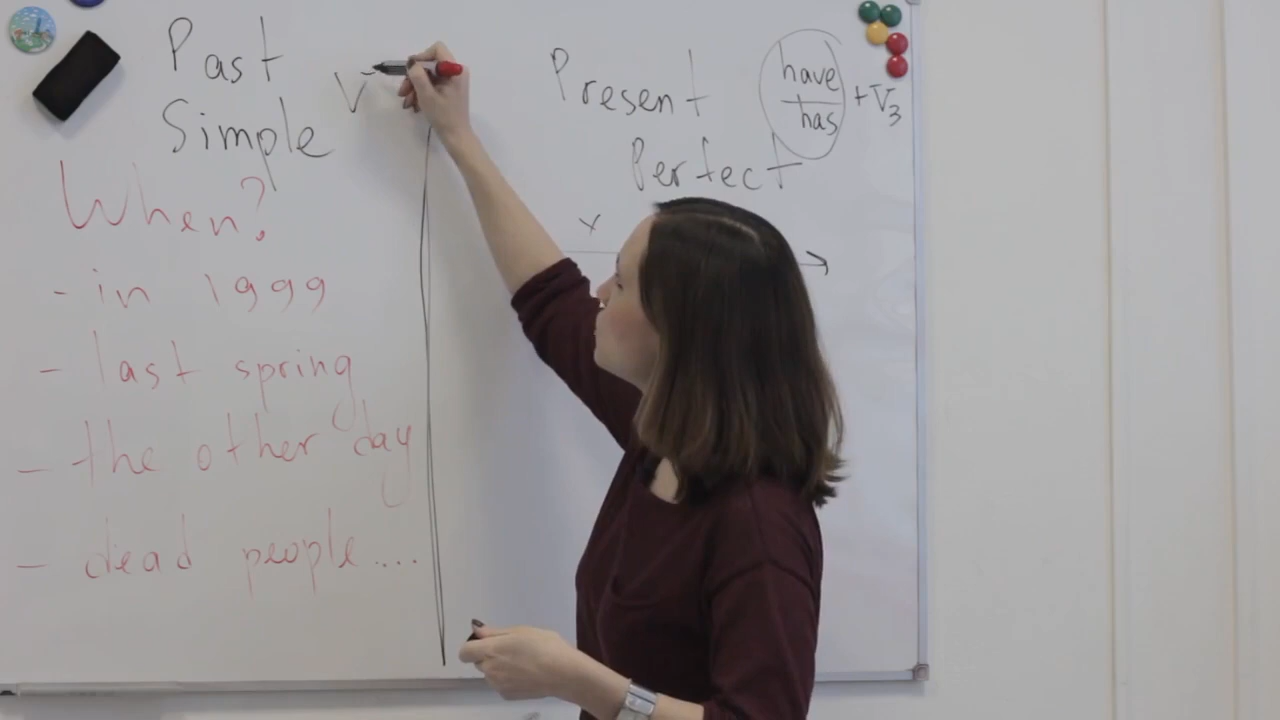 Past
Simple V
When?
- in 1999
- last spring
- the other day
- dead people....
Present have
has +V3
Perfect
x